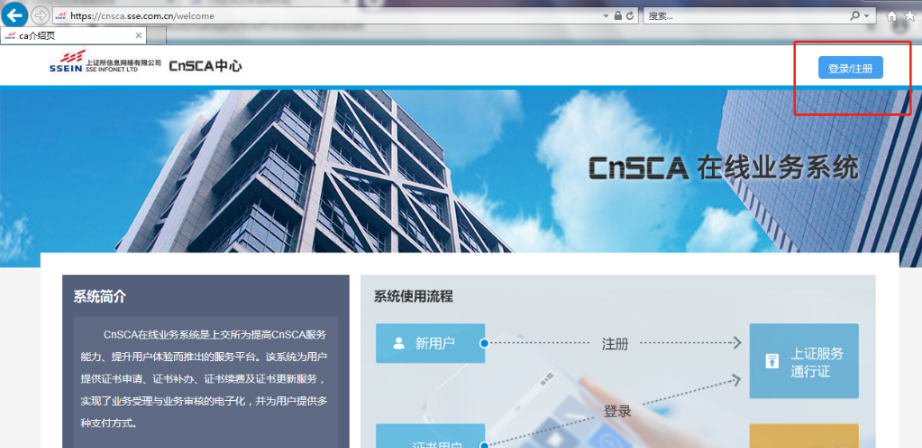 https://cnsca.sse.com.cn/welcome
搜索...
ca介绍页
SSEIN 上证所信息网络有限公司
SSE INFONET LTD
CnSCA中心
登录/注册
CnSCA 在线业务系统
系统简介
CnSCA在线业务系统是上交所为提高CnSCA服务
能力、提升用户体验而推出的服务平台。该系统为用户
提供证书申请、证书补办、证书续费及证书更新服务，
实现了业务受理与业务审核的电子化，并为用户提供多
种支付方式。
系统使用流程
新用户
注册
上证服务
通行证
登录
证书用户